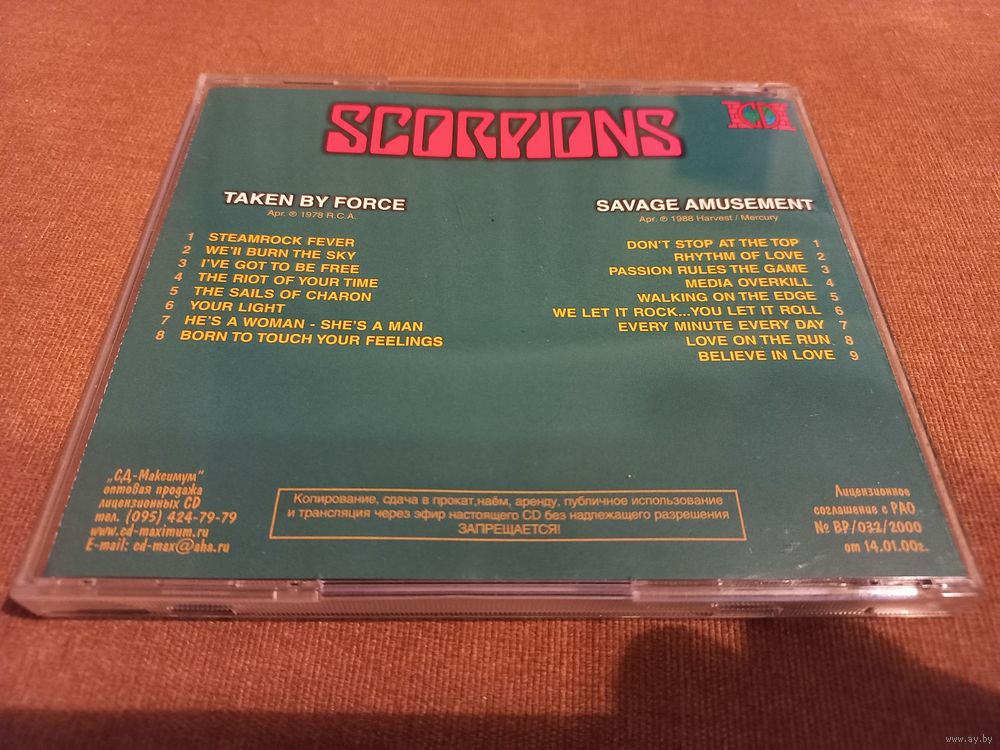 SCORPIONS
CD
TAKEN BY FORCE
Apr. ℗ 1978 R.C.A.
1 STEAMROCK FEVER
2 WE'll BURN THE SKY
3 I'VE GOT TO BE FREE
4 THE RIOT OF YOUR TIME
5 THE SAILS OF CHARON
6 YOUR LIGHT
7 HE'S A WOMAN - SHE'S A MAN
8 BORN TO TOUCH YOUR FEELINGS
SAVAGE AMUSEMENT
Apr. ℗ 1988 Harvest / Mercury
DON'T STOP AT THE TOP 1
RHYTHM OF LOVE 2
PASSION RULES THE GAME 3
MEDIA OVERKILL 4
WALKING ON THE EDGE 5
WE LET IT ROCK...YOU LET IT ROLL 6
EVERY MINUTE EVERY DAY 7
LOVE ON THE RUN 8
BELIEVE IN LOVE 9
„СД-Максимум"
оптовая продажа
лицензионных CD
тел. (095) 424-79-79
www.cd-maximum.ru
E-mail: cd-max@aha.ru
Копирование, сдача в прокат,наём, аренду, публичное использование
и трансляция через эфир настоящего CD без надлежащего разрешения
ЗАПРЕЩАЕТСЯ!
Лицензионное
соглашение с РАО
№ ВР/032/2000
от 14.01.00г.
www.ay.by